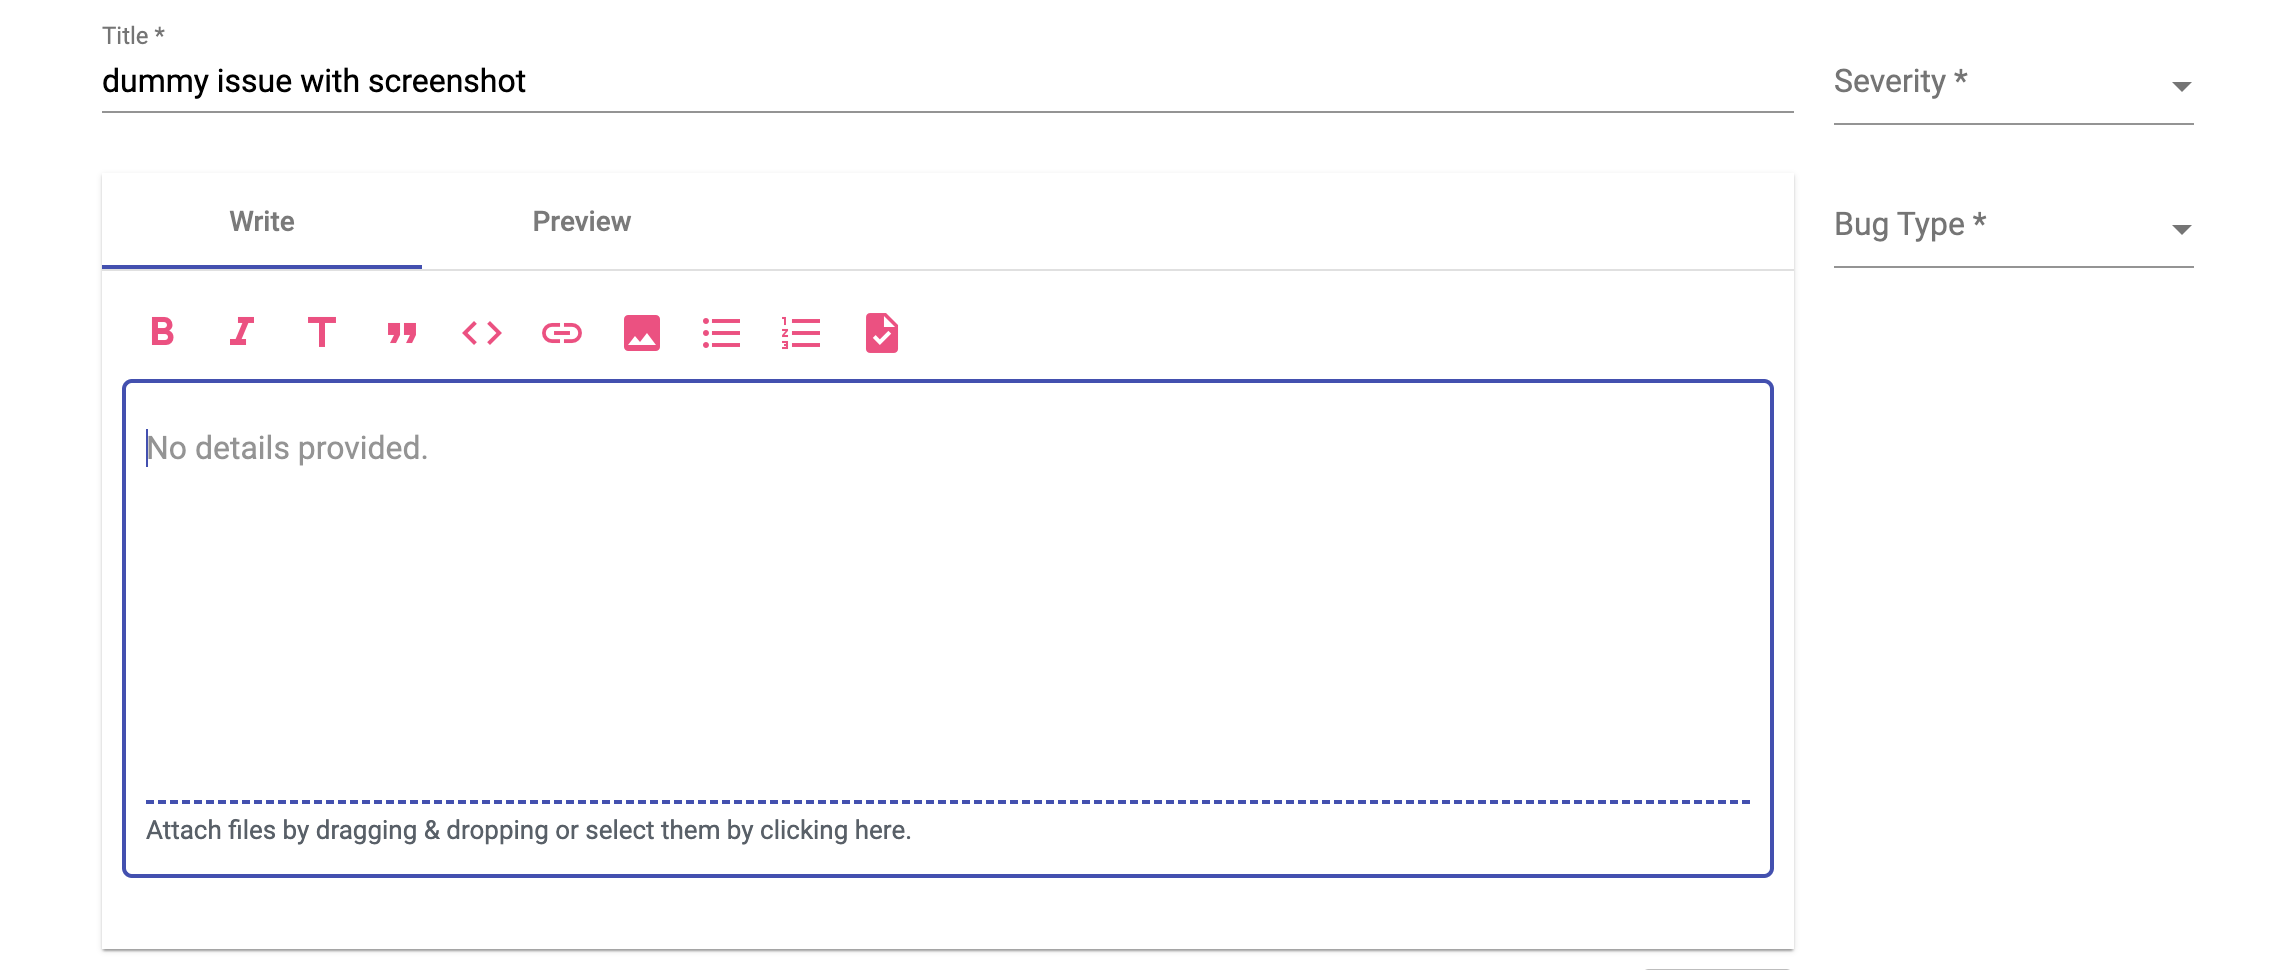 Title *
dummy issue with screenshot
Severity *
Write
Preview
Bug Type *
No details provided.
Attach files by dragging & dropping or select them by clicking here.